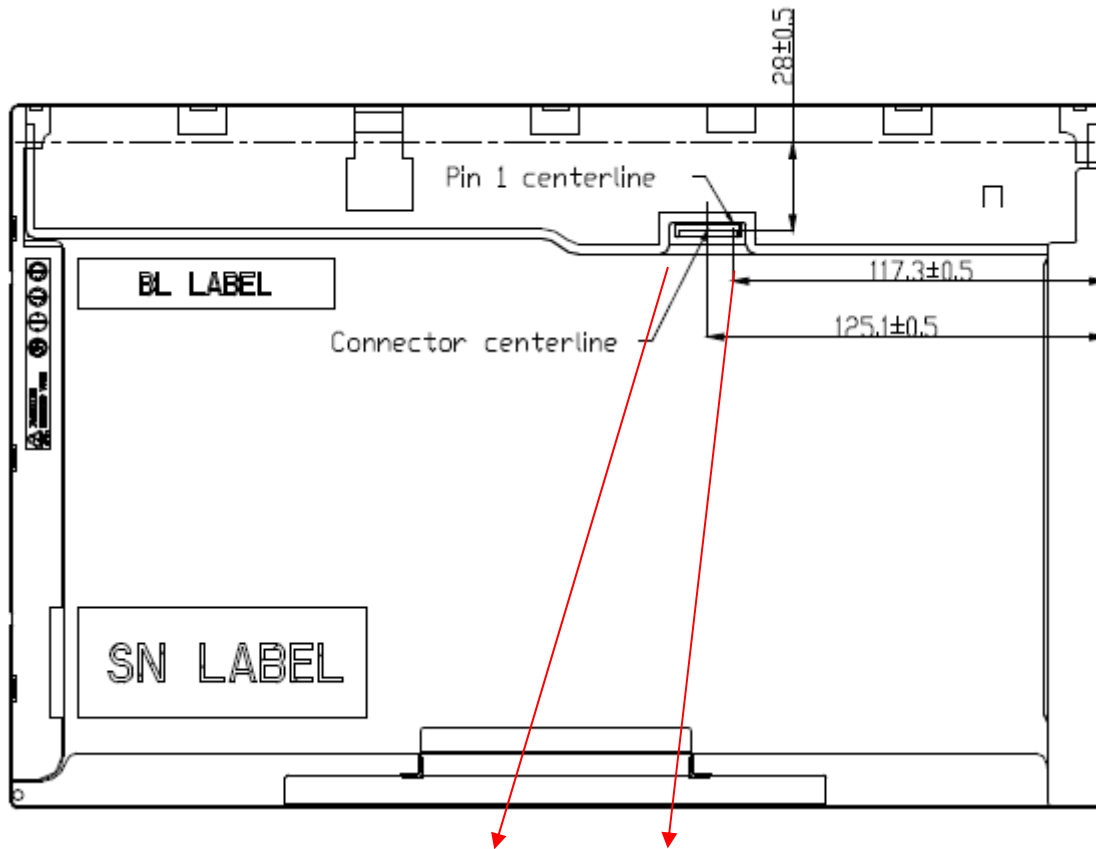 28±0.5
Pin 1 centerline
117.3±0.5
BL LABEL
125.1±0.5
Connector centerline
SN LABEL